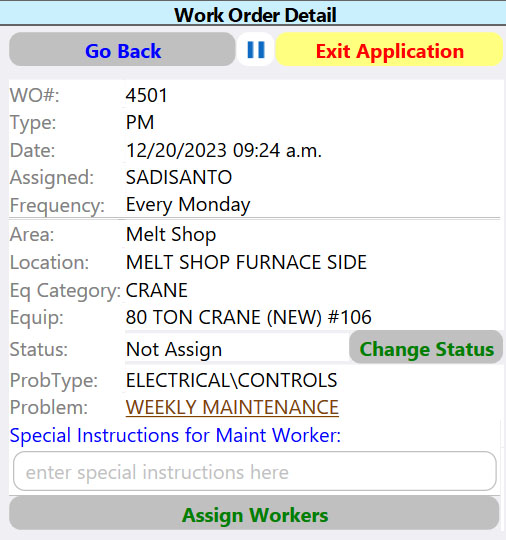 Work Order Detail
Go Back Exit Application
WO#: 4501
Type: PM
Date: 12/20/2023 09:24 a.m.
Assigned: SADISANTO
Frequency: Every Monday
Area: Melt Shop
Location: MELT SHOP FURNACE SIDE
Eq Category: CRANE
Equip: 80 TON CRANE (NEW) #106
Status: Not Assign Change Status
ProbType: ELECTRICAL\CONTROLS
Problem: WEEKLY MAINTENANCE
Special Instructions for Maint Worker:
enter special instructions here
Assign Workers